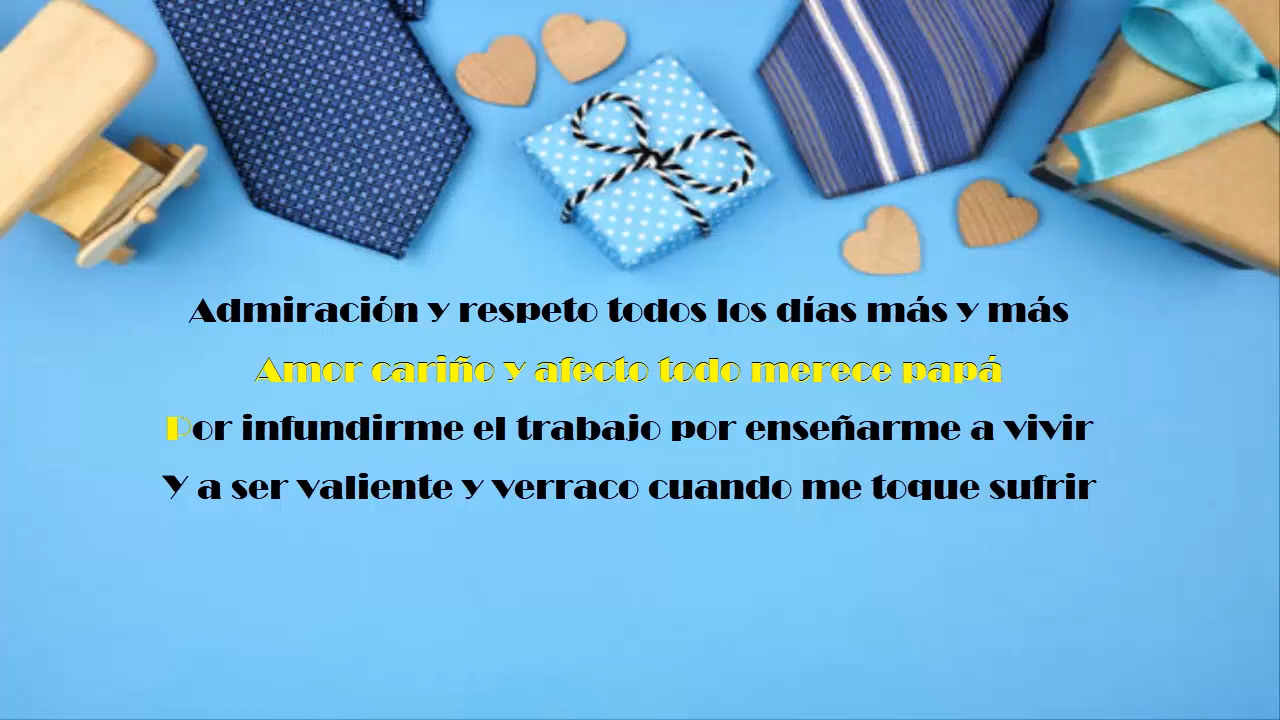 Admiración y respeto todos los días más y más
Amor cariño y afecto todo merece papá
Por infundirme el trabajo por enseñarme a vivir
Y a ser valiente y verraco cuando me toque sufrir